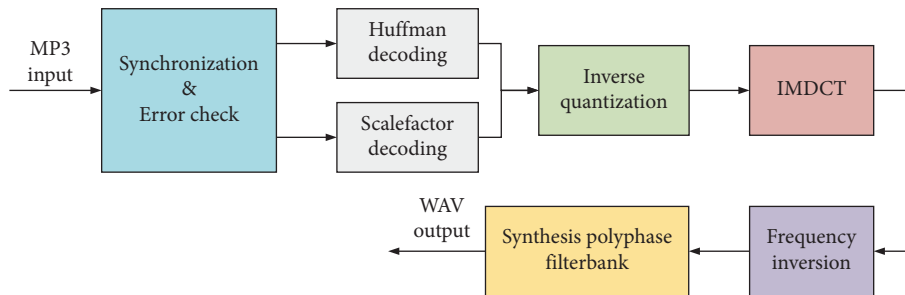 MP3
input
Synchronization
&
Error check
Huffman
decoding
Scalefactor
decoding
Inverse
quantization
IMDCT
WAV
output
Synthesis polyphase
filterbank
Frequency
inversion